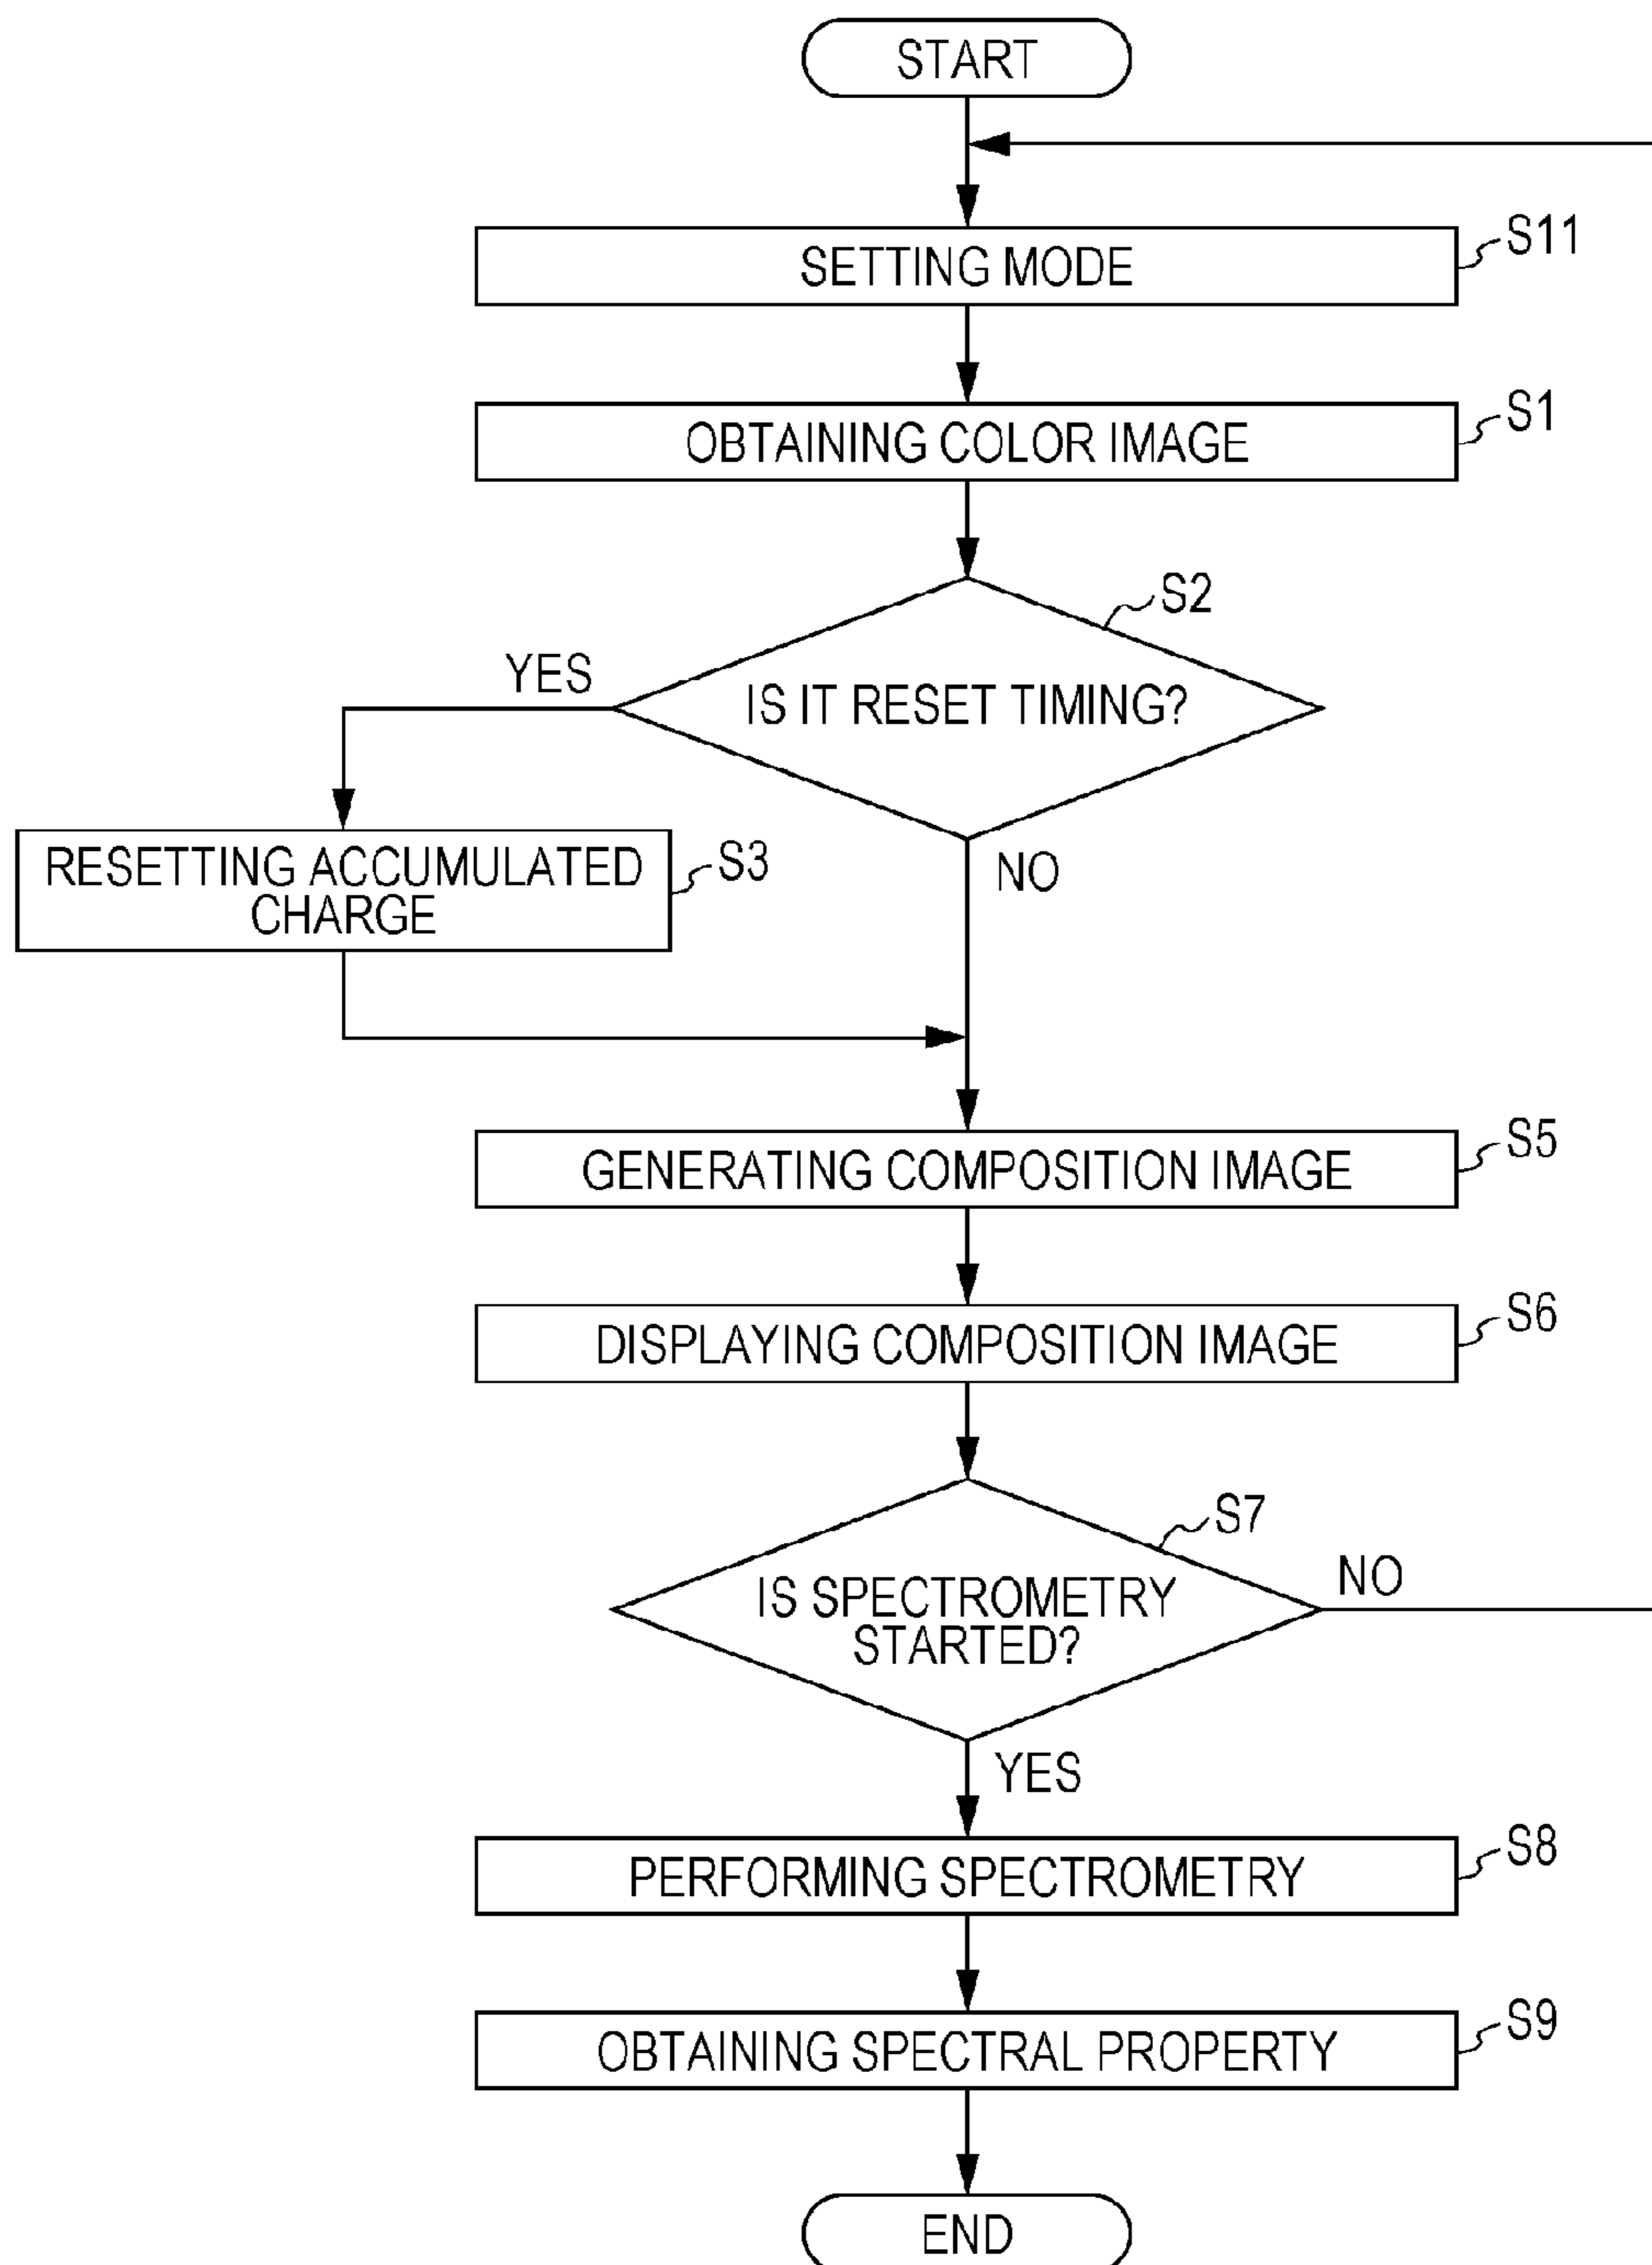 START
SETTING MODE
S11
OBTAINING COLOR IMAGE
S1
S2
YES
IS IT RESET TIMING?
RESETTING ACCUMULATED
CHARGE
S3
NO
GENERATING COMPOSITION IMAGE
S5
DISPLAYING COMPOSITION IMAGE
S6
S7
IS SPECTROMETRY
STARTED?
NO
YES
PERFORMING SPECTROMETRY
S8
OBTAINING SPECTRAL PROPERTY
S9
END